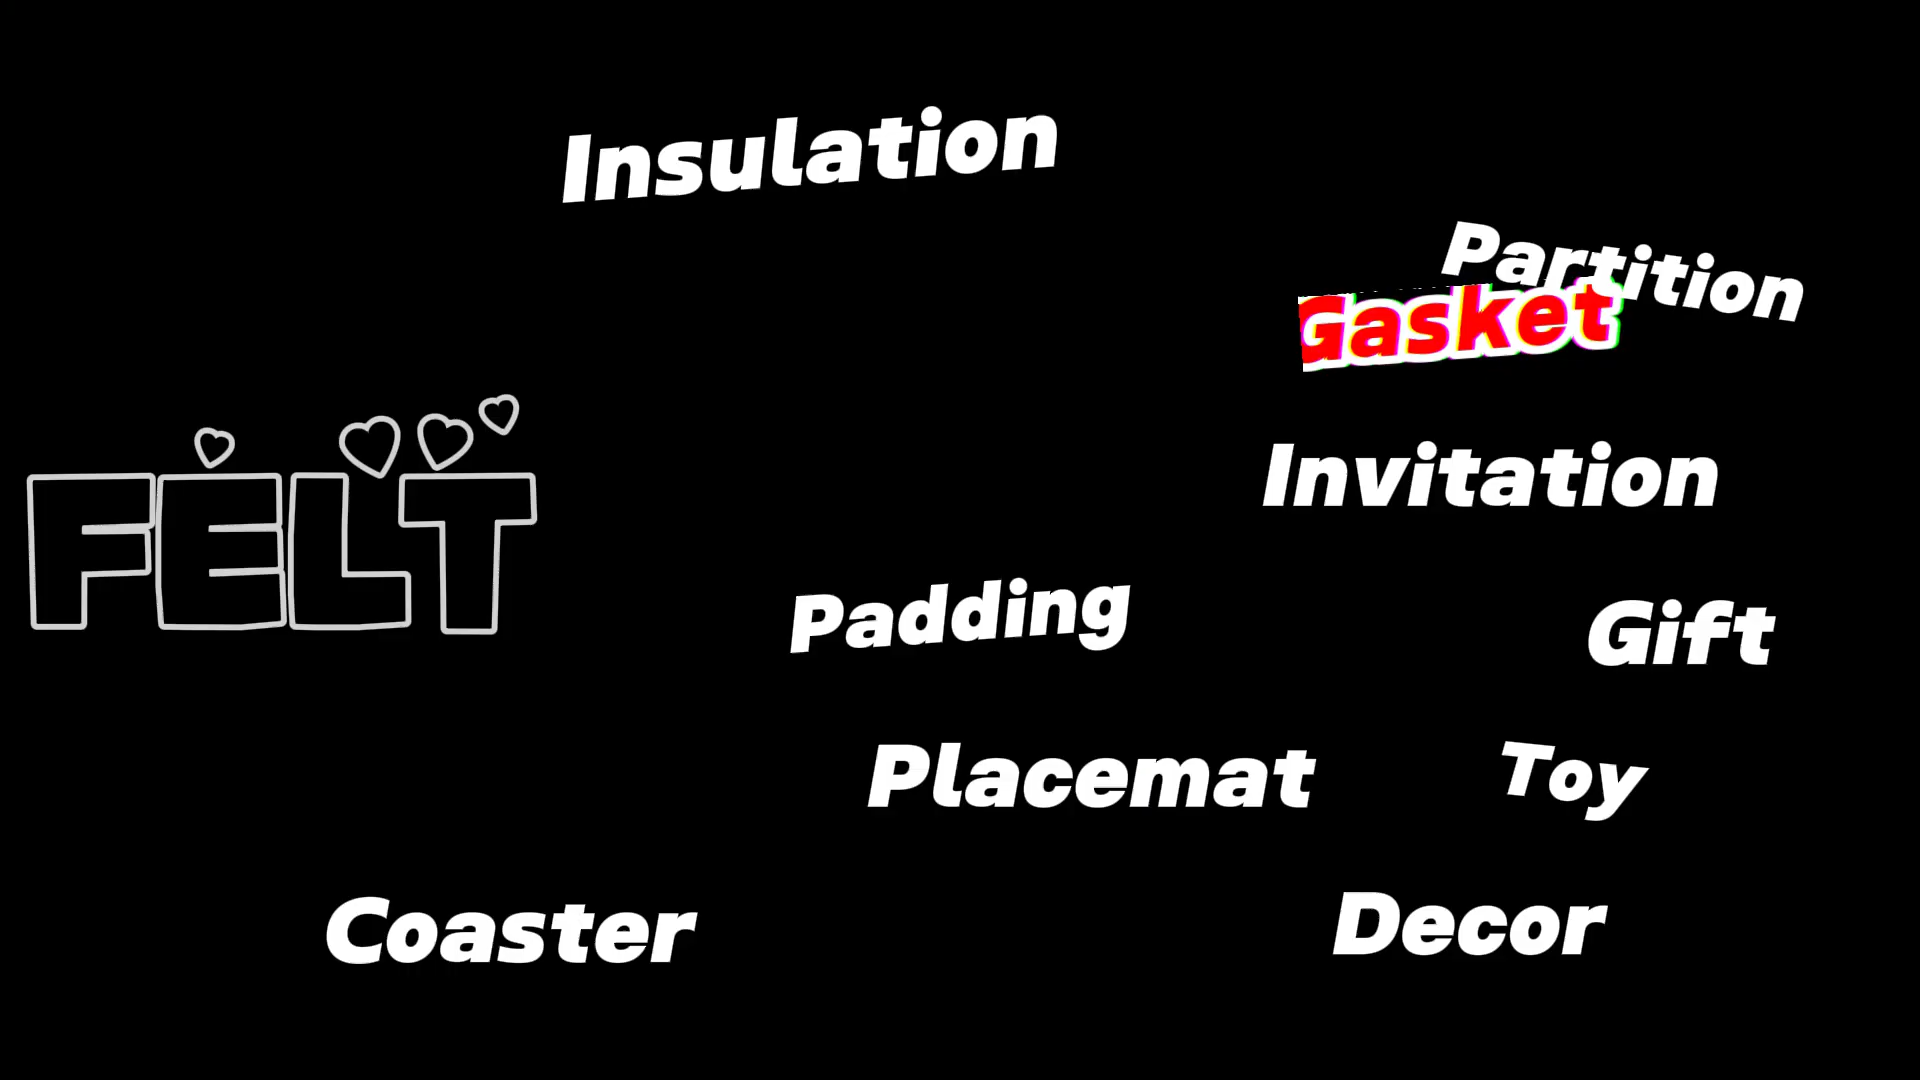 Insulation
Partition
Gasket
Invitation
FELT
Padding
Gift
Placemat
Toy
Coaster
Decor